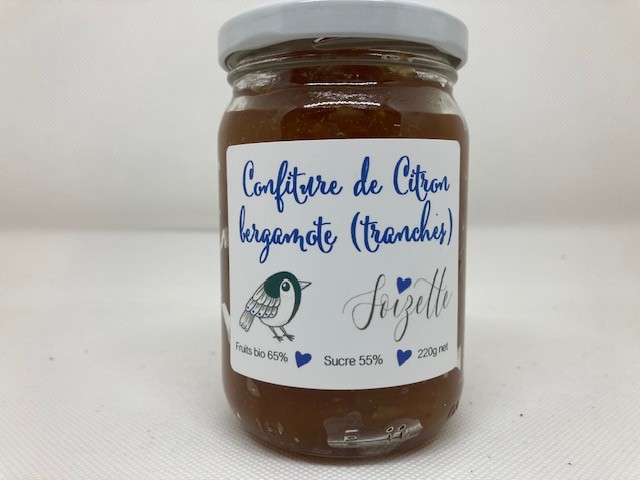 Confiture de Citron
bergamote (tranches)
Soizette
Fruits bio 65% Sucre 55% 220g net